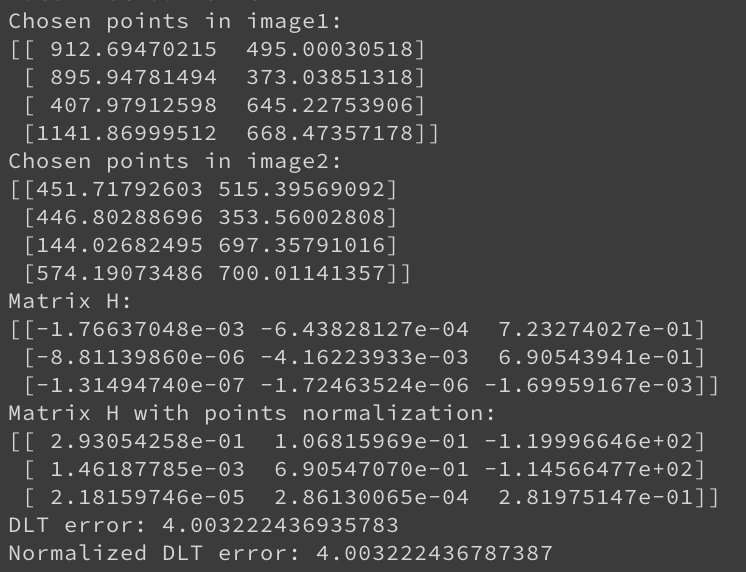 Chosen points in image1:
[[ 912.69470215  495.00030518]
 [ 895.94781494  373.03851318]
 [ 407.97912598  645.22753906]
 [1141.86999512  668.47357178]]
Chosen points in image2:
[[451.71792603 515.39569092]
 [446.80288696 353.56002808]
 [144.02682495 697.35791016]
 [574.19073486 700.01141357]]
Matrix H:
[[-1.76637048e-03 -6.43828127e-04  7.23274027e-01]
 [-8.81139860e-06 -4.16223933e-03  6.90543941e-01]
 [-1.31494740e-07 -1.72463524e-06 -1.69959167e-03]]
Matrix H with points normalization:
[[ 2.93054258e-01  1.06815969e-01 -1.19996646e+02]
 [ 1.46187785e-03  6.90547070e-01 -1.14566477e+02]
 [ 2.18159746e-05  2.86130065e-04  2.81975147e-01]]
DLT error: 4.003222436935783
Normalized DLT error: 4.003222436787387